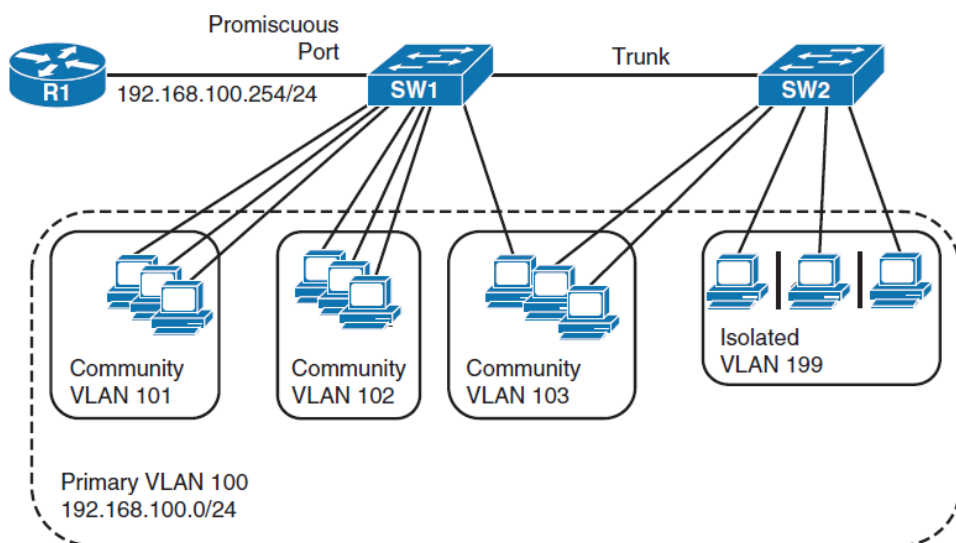 Promiscuous
Port
Trunk
R1
192.168.100.254/24
SW1
SW2
Community
VLAN 101
Community
VLAN 102
Community
VLAN 103
Isolated
VLAN 199
Primary VLAN 100
192.168.100.0/24